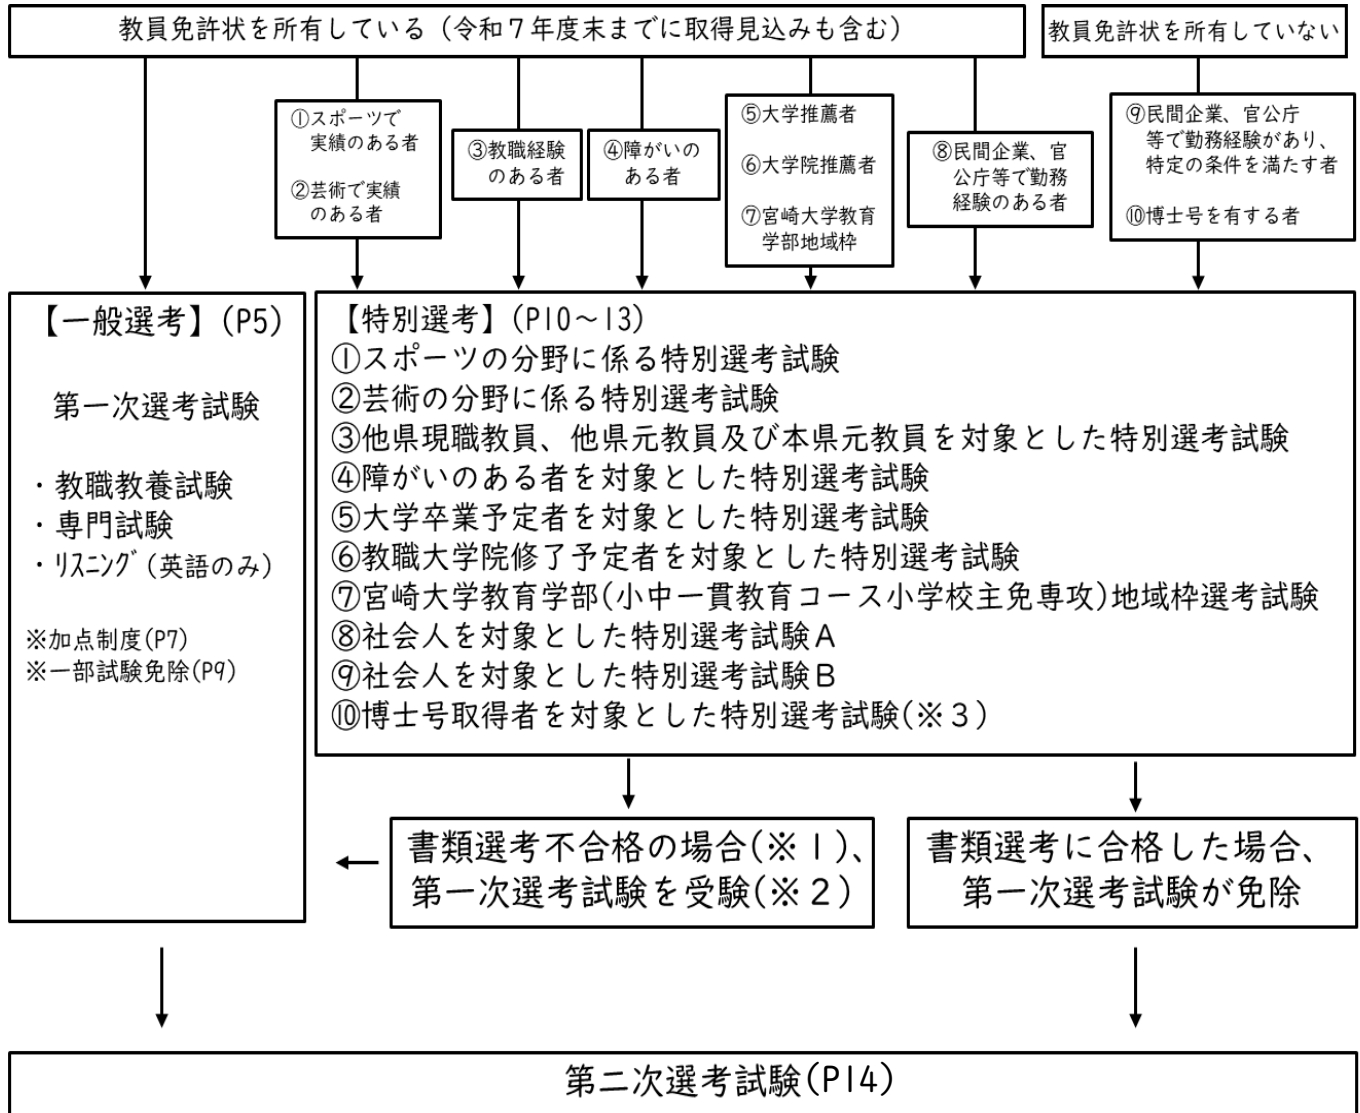 教員免許状を所有している（令和７年度末までに取得見込みも含む）
教員免許状を所有していない
①スポーツで
実績のある者
②芸術で実績
のある者
③教職経験
のある者
④障がいの
ある者
⑤大学推薦者
⑥大学院推薦者
⑦宮崎大学教育
学部地域枠
⑧民間企業、官
公庁等で勤務
経験のある者
⑨民間企業、官公庁
等で勤務経験があり、
特定の条件を満たす者
⑩博士号を有する者
【一般選考】(P5)
第一次選考試験
・教職教養試験
・専門試験
・ﾘｽﾆﾝｸﾞ(英語のみ)
※加点制度(P7)
※一部試験免除(P9)
【特別選考】(P10～13)
①スポーツの分野に係る特別選考試験
②芸術の分野に係る特別選考試験
③他県現職教員、他県元教員及び本県元教員を対象とした特別選考試験
④障がいのある者を対象とした特別選考試験
⑤大学卒業予定者を対象とした特別選考試験
⑥教職大学院修了予定者を対象とした特別選考試験
⑦宮崎大学教育学部(小中一貫教育コース小学校主免専攻)地域枠選考試験
⑧社会人を対象とした特別選考試験Ａ
⑨社会人を対象とした特別選考試験Ｂ
⑩博士号取得者を対象とした特別選考試験(※３)
書類選考不合格の場合(※１)、
第一次選考試験を受験(※２)
書類選考に合格した場合、
第一次選考試験が免除
第二次選考試験(P14)